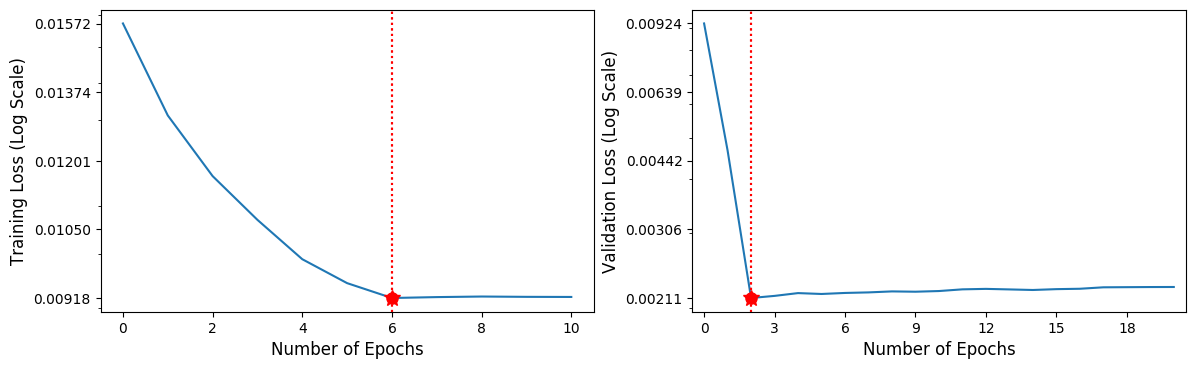 Training Loss (Log Scale)
0.01572
0.01374
0.01201
0.01050
0.00918
0 2 4 6 8 10
Number of Epochs
Validation Loss (Log Scale)
0.00924
0.00639
0.00442
0.00306
0.00211
0 3 6 9 12 15 18
Number of Epochs